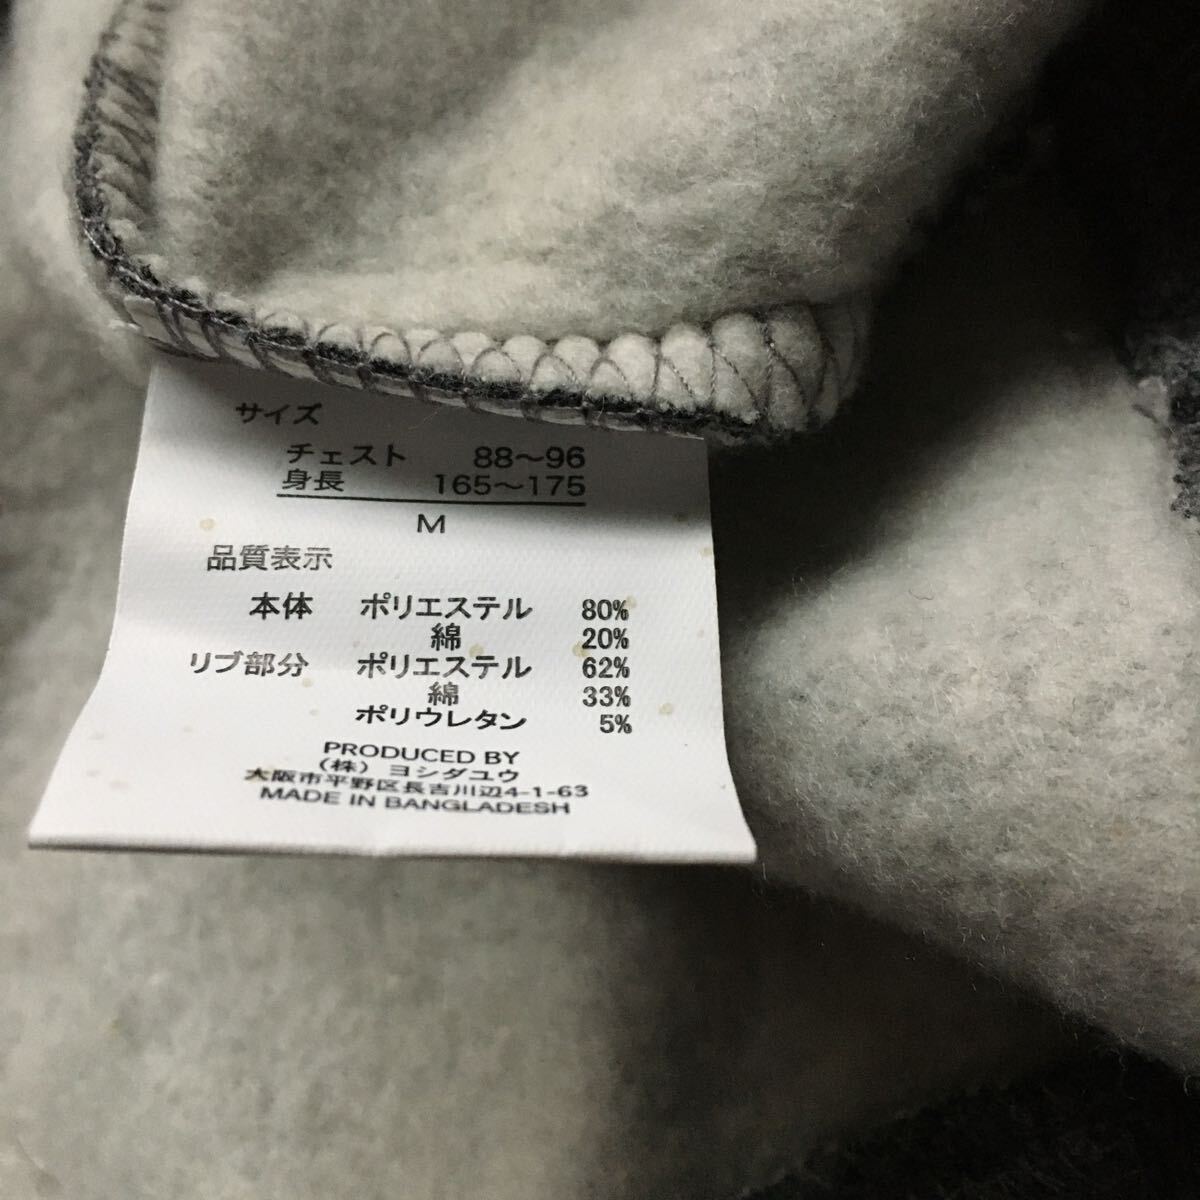 サイズ
チェスト 88〜96
身長 165〜175
M
品質表示
本体 ポリエステル 80%
綿 20%
リブ部分 ポリエステル 62%
綿 33%
ポリウレタン 5%
PRODUCED BY
(株) ヨシダユウ
大阪市平野区長吉川辺4-1-63
MADE IN BANGLADESH